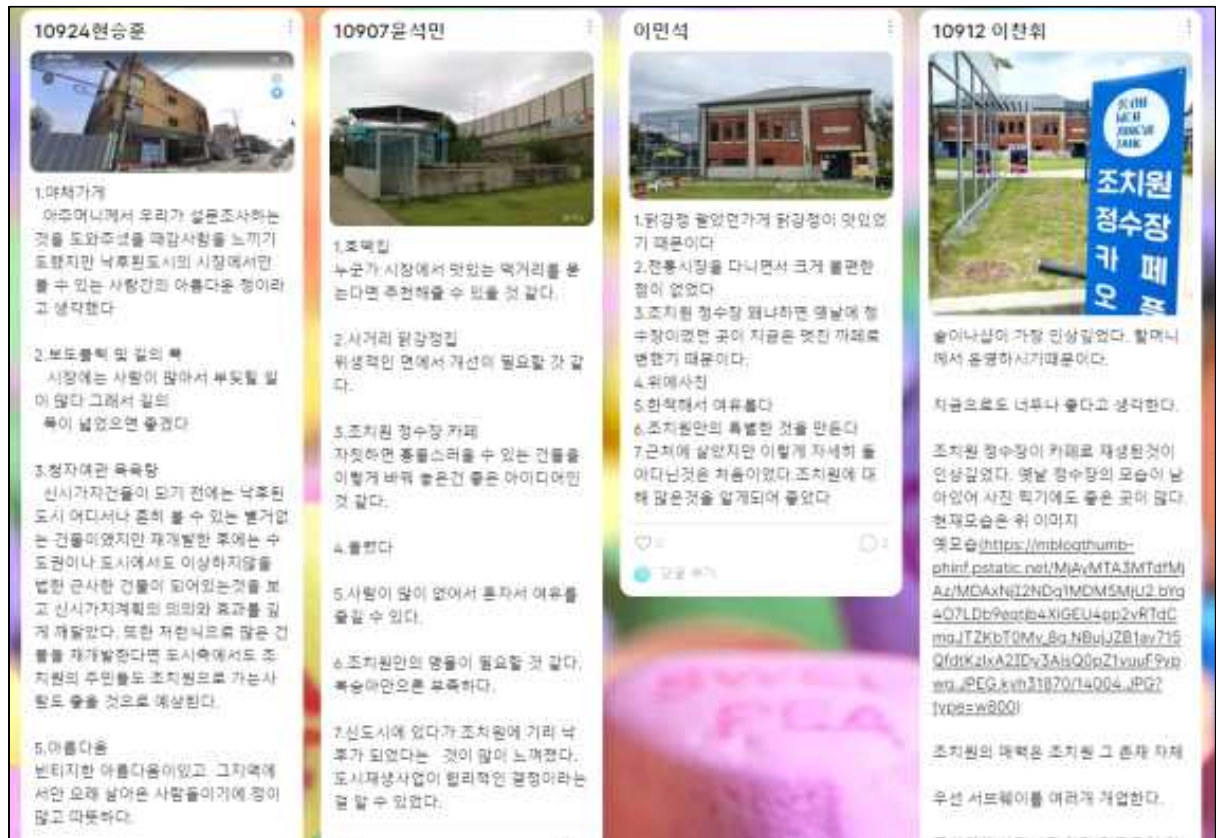 10924현승훈
1.야채가게
아주머니께서 우리가 설문조사하는
것을 도와주셨을 때감사함을 느끼기
도했지만 낙후된도시의 시장에서만
볼 수 있는 사람간의 아름다운 정이라
고 생각했다
2.보도블럭 및 길의 폭
시장에는 사람이 많아서 부딪힐 일
이 많다 그래서 길의
폭이 넓었으면 좋겠다
3.청자여관 목욕탕
신시가지건물이 되기 전에는 낙후된
도시 어디서나 흔히 볼 수 있는 별거없
는 건물이였지만 재개발한 후에는 수
도권이나 도시에서도 이상하지않을
법한 근사한 건물이 되어있는것을 보
고 신시가지계획의 의의와 효과를 깊
게 깨달았다. 또한 저런식으로 많은 건
물을 재개발한다면 도시측에서도 조
치원의 주민들도 조치원으로 가는사
람도 좋을 것으로 예상된다.
5.아름다움
빈티지한 아름다움이있고 그지역에
서만 오래 살아온 사람들이기에 정이
많고 따뜻하다.
10907윤석민
1.호떡집
누군가 시장에서 맛있는 먹거리를 묻
는다면 추천해줄 수 있을 것 같다.
2.사거리 닭강정집
위생적인 면에서 개선이 필요할 것 같
다.
3.조치원 정수장 카페
자칫하면 흉물스러울 수 있는 건물을
이렇게 바꿔 놓은건 좋은 아이디어인
것 같다.
4.올렸다
5.사람이 많이 없어서 혼자서 여유를
즐길 수 있다.
6.조치원만의 명물이 필요할 것 같다.
복숭아만으론 부족하다.
7.신도시에 있다가 조치원에 가리 낙
후가 되었다는 것이 많이 느껴졌다.
도시재생사업이 합리적인 결정이라는
걸 알 수 있었다.
이민석
1.닭강정 팔았던가게 닭강정이 맛있었
기 때문이다
2.전통시장을 다니면서 크게 불편한
점이 없었다
3.조치원 정수장 왜냐하면 옛날에 정
수장이었던 곳이 지금은 멋진 까페로
변했기 때문이다.
4.위에사진
5.한적해서 여유롭다
6.조치원만의 특별한 것을 만든다
7.근처에 살았지만 이렇게 자세히 돌
아다닌것은 처음이었다.조치원에 대
해 많은것을 알게되어 좋았다
댓글 추가
10912 이찬휘
조치원
정수장
카페
오픈
솔이나십이 가장 인상깊었다. 할머니
께서 운영하시기때문이다.
지금으로도 너무나 좋다고 생각한다.
조치원 정수장이 카페로 재생된것이
인상깊었다. 옛날 정수장의 모습이 남
아있어 사진 찍기에도 좋은 곳이 많다.
현재모습은 위 이미지
옛모습(https://mblogthumb-
phinf.pstatic.net/
조치원의 매력은 조치원 그 존재 자체
우선 서브웨이를 여러개 개업한다.